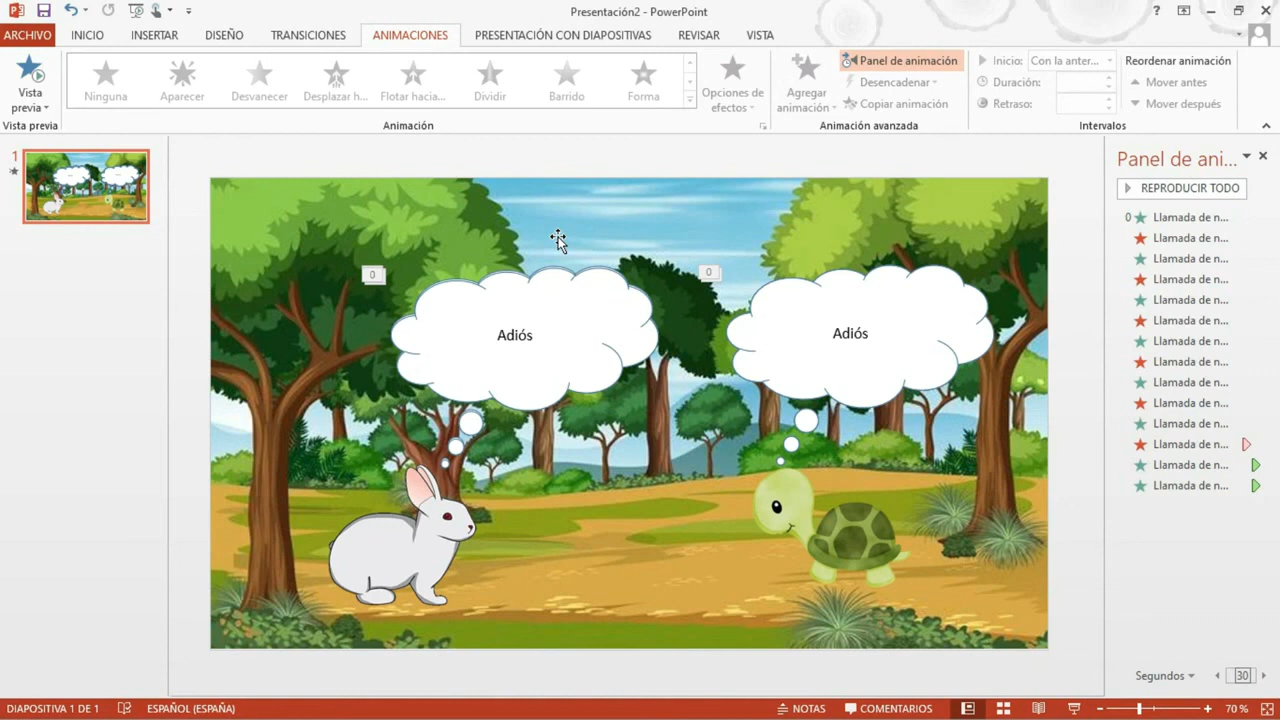 Presentación2 - PowerPoint
ARCHIVO INICIO INSERTAR DISEÑO TRANSICIONES ANIMACIONES PRESENTACIÓN CON DIAPOSITIVAS REVISAR VISTA
Vista previa
Ninguna Aparecer Desvanecer Desplazar h... Flotar hacia... Dividir Barrido Forma
Opciones de efectos
Agregar animación
Panel de animación
Desencadenar
Copiar animación
Inicio: Con la anter...
Duración:
Retraso:
Reordenar animación
Mover antes
Mover después
Vista previa Animación Animación avanzada Intervalos
1
0
0
Adiós
Adiós
Panel de ani...
REPRODUCIR TODO
0 Llamada de n...
Llamada de n...
Llamada de n...
Llamada de n...
Llamada de n...
Llamada de n...
Llamada de n...
Llamada de n...
Llamada de n...
Llamada de n...
Llamada de n...
Llamada de n...
Llamada de n...
Llamada de n...
Segundos 30
DIAPOSITIVA 1 DE 1 ESPAÑOL (ESPAÑA) NOTAS COMENTARIOS 70 %